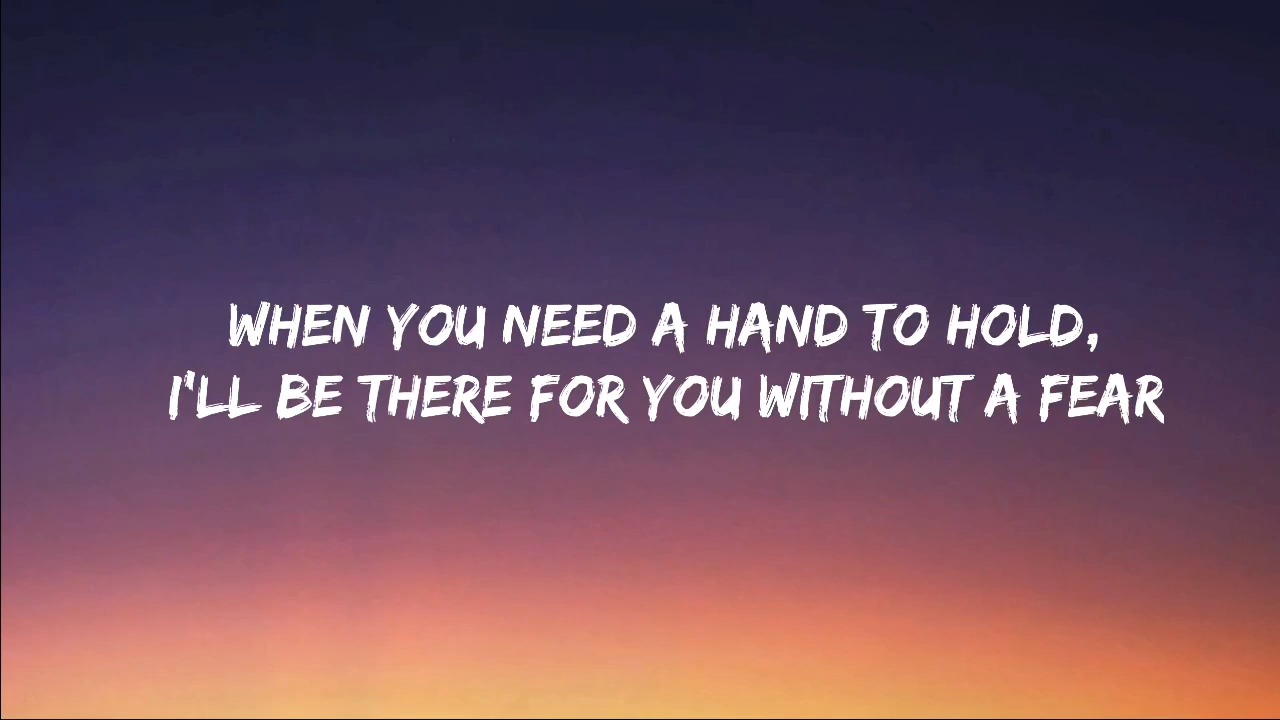 WHEN YOU NEED A HAND TO HOLD,
I'LL BE THERE FOR YOU WITHOUT A FEAR